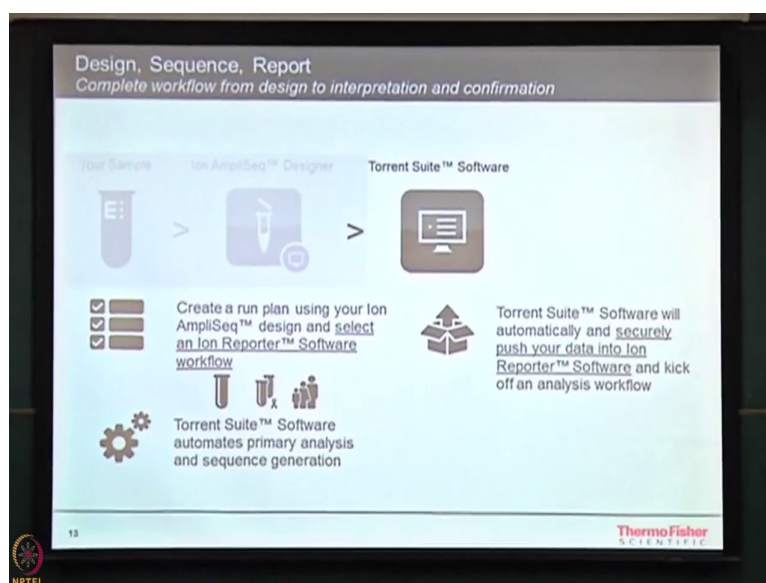 Design, Sequence, Report
Complete workflow from design to interpretation and confirmation
Your Sample
Ion AmpliSeq™ Designer
Torrent Suite™ Software
E:
>
>
Create a run plan using your Ion
AmpliSeq™ design and select
an Ion Reporter™ Software
workflow
Torrent Suite™ Software
automates primary analysis
and sequence generation
Torrent Suite™ Software will
automatically and securely
push your data into Ion
Reporter™ Software and kick
off an analysis workflow
13
ThermoFisher
SCIENTIFIC
NPTEL